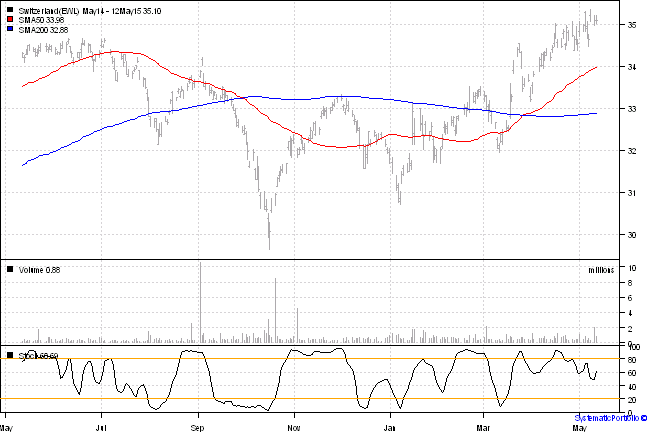 Switzerland(EWL) May14 - 12May15 35.10
SMA50 33.98
SMA200 32.88
35
34
33
32
31
30
Volume 0.88
millions
10
8
6
4
2
0
100
80
60
40
20
0
May
Jul
Sep
Nov
Jan
Mar
May
SystematicPortfolio ©